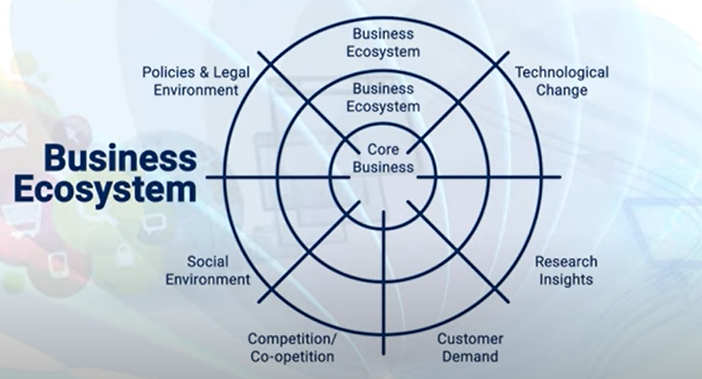 Business
Ecosystem
Business
Ecosystem
Policies & Legal
Environment
Technological
Change
Core
Business
Business
Ecosystem
Social
Environment
Research
Insights
Competition/
Co-opetition
Customer
Demand